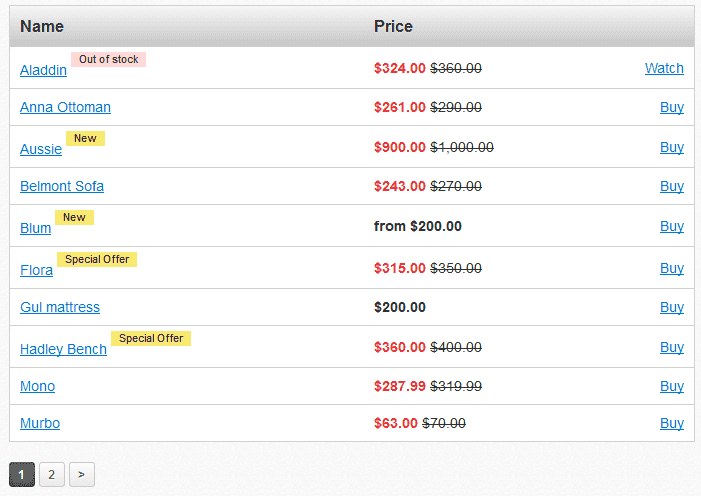 Name Price
Aladdin Out of stock $324.00 $360.00 Watch
Anna Ottoman $261.00 $290.00 Buy
Aussie New $900.00 $1,000.00 Buy
Belmont Sofa $243.00 $270.00 Buy
Blum New from $200.00 Buy
Flora Special Offer $315.00 $350.00 Buy
Gul mattress $200.00 Buy
Hadley Bench Special Offer $360.00 $400.00 Buy
Mono $287.99 $319.99 Buy
Murbo $63.00 $70.00 Buy
1 2 >